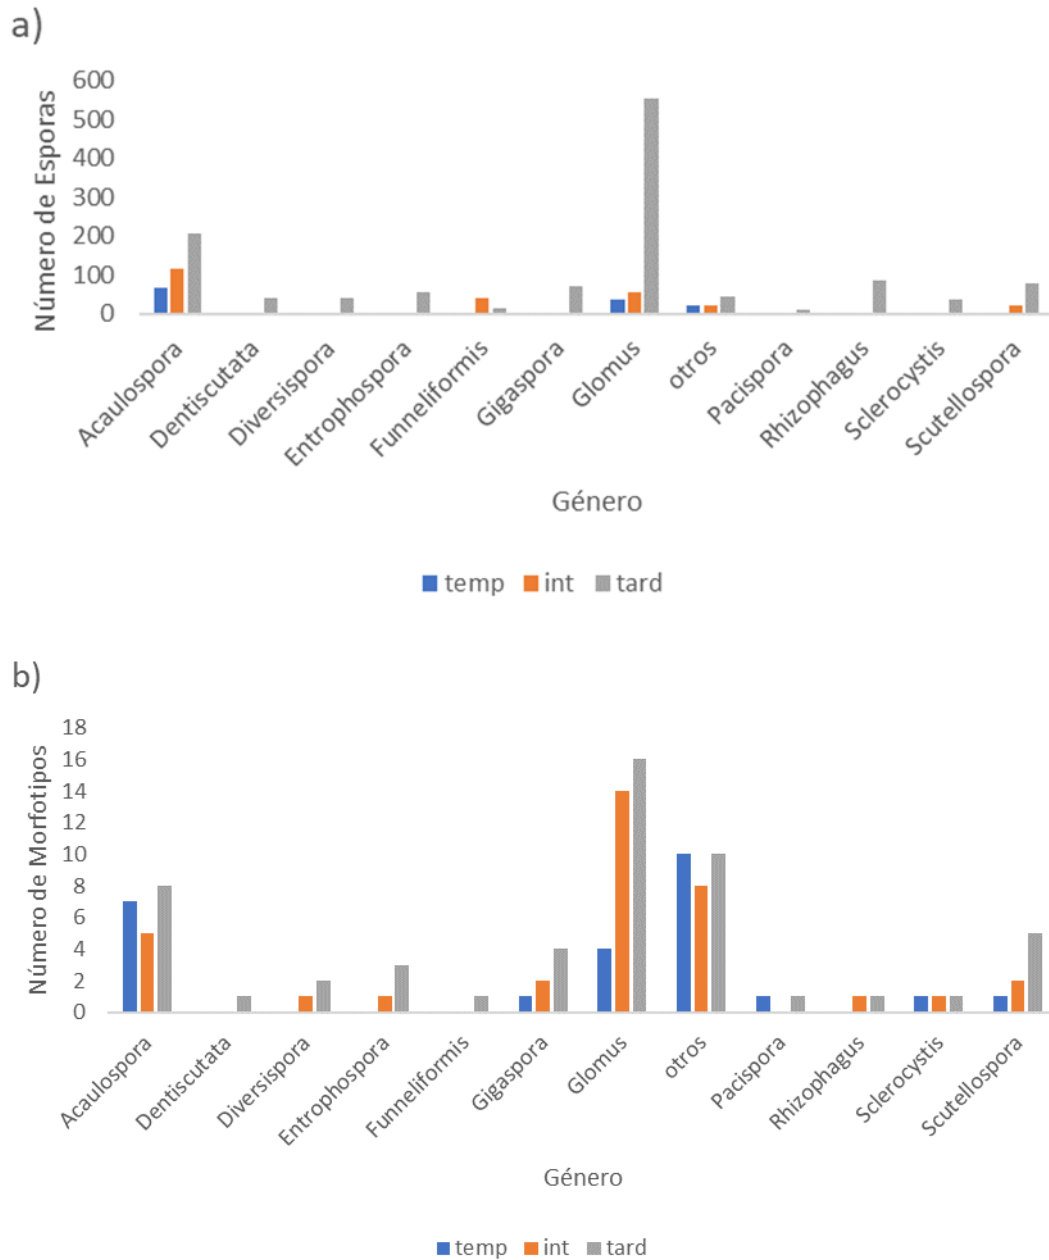 a)
Número de Esporas
600
500
400
300
200
100
0
Acaulospora
Dentiscutata
Diversispora
Entrophospora
Funneliformis
Gigaspora
Glomus
otros
Pacispora
Rhizophagus
Sclerocystis
Scutellospora
Género
temp int tard
b)
Número de Morfotipos
18
16
14
12
10
8
6
4
2
0
Acaulospora
Dentiscutata
Diversispora
Entrophospora
Funneliformis
Gigaspora
Glomus
otros
Pacispora
Rhizophagus
Sclerocystis
Scutellospora
Género
temp int tard